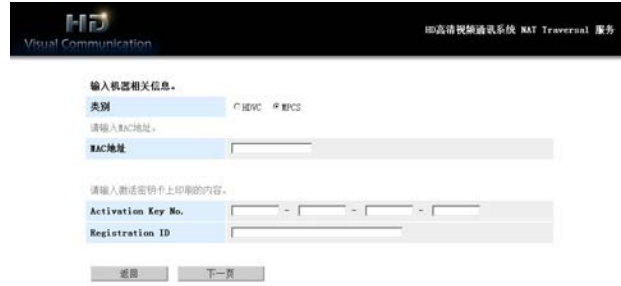 HD
Visual Communication
HD高清视频通讯系统 NAT Traversal 服务
输入机器相关信息。
类别 HDVC MPCS
请输入MAC地址。
MAC地址
请输入激活密钥卡上印刷的内容。
Activation Key No. - - -
Registration ID
返回 下一页